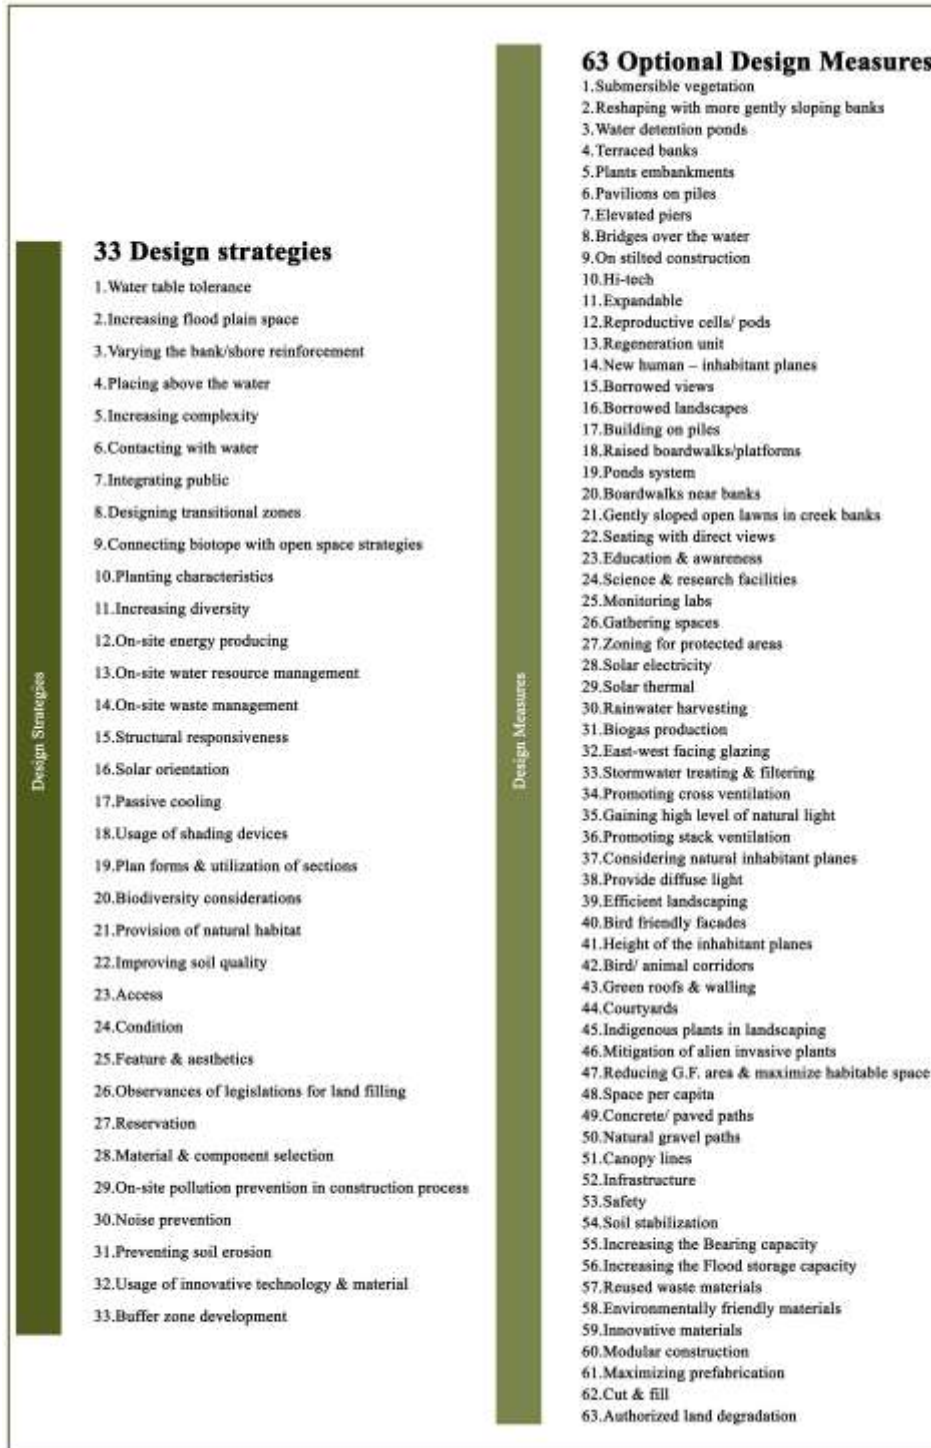 33 Design strategies
1.Water table tolerance
2.Increasing flood plain space
3.Varying the bank/shore reinforcement
4.Placing above the water
5.Increasing complexity
6.Contacting with water
7.Integrating public
8.Designing transitional zones
9.Connecting biotope with open space strategies
10.Planting characteristics
11.Increasing diversity
12.On-site energy producing
13.On-site water resource management
14.On-site waste management
15.Structural responsiveness
16.Solar orientation
17.Passive cooling
18.Usage of shading devices
19.Plan forms & utilization of sections
20.Biodiversity considerations
21.Provision of natural habitat
22.Improving soil quality
23.Access
24.Condition
25.Feature & aesthetics
26.Observances of legislations for land filling
27.Reservation
28.Material & component selection
29.On-site pollution prevention in construction process
30.Noise prevention
31.Preventing soil erosion
32.Usage of innovative technology & material
33.Buffer zone development
Design Strategies
63 Optional Design Measures
1.Submersible vegetation
2.Reshaping with more gently sloping banks
3.Water detention ponds
4.Terraced banks
5.Plants embankments
6.Pavilions on piles
7.Elevated piers
8.Bridges over the water
9.On stilted construction
10.Hi-tech
11.Expandable
12.Reproductive cells/ pods
13.Regeneration unit
14.New human – inhabitant planes
15.Borrowed views
16.Borrowed landscapes
17.Building on piles
18.Raised boardwalks/platforms
19.Ponds system
20.Boardwalks near banks
21.Gently sloped open lawns in creek banks
22.Seating with direct views
23.Education & awareness
24.Science & research facilities
25.Monitoring labs
26.Gathering spaces
27.Zoning for protected areas
28.Solar electricity
29.Solar thermal
30.Rainwater harvesting
31.Biogas production
32.East-west facing glazing
33.Stormwater treating & filtering
34.Promoting cross ventilation
35.Gaining high level of natural light
36.Promoting stack ventilation
37.Considering natural inhabitant planes
38.Provide diffuse light
39.Efficient landscaping
40.Bird friendly facades
41.Height of the inhabitant planes
42.Bird/ animal corridors
43.Green roofs & walling
44.Courtyards
45.Indigenous plants in landscaping
46.Mitigation of alien invasive plants
47.Reducing G.F. area & maximize habitable space
48.Space per capita
49.Concrete/ paved paths
50.Natural gravel paths
51.Canopy lines
52.Infrastructure
53.Safety
54.Soil stabilization
55.Increasing the Bearing capacity
56.Increasing the Flood storage capacity
57.Reused waste materials
58.Environmentally friendly materials
59.Innovative materials
60.Modular construction
61.Maximizing prefabrication
62.Cut & fill
63.Authorized land degradation
Design Measures